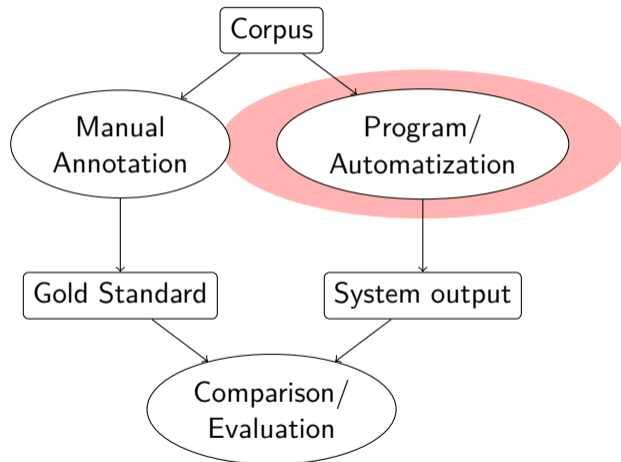 Corpus
Manual
Annotation
Program/
Automatization
Gold Standard
System output
Comparison/
Evaluation